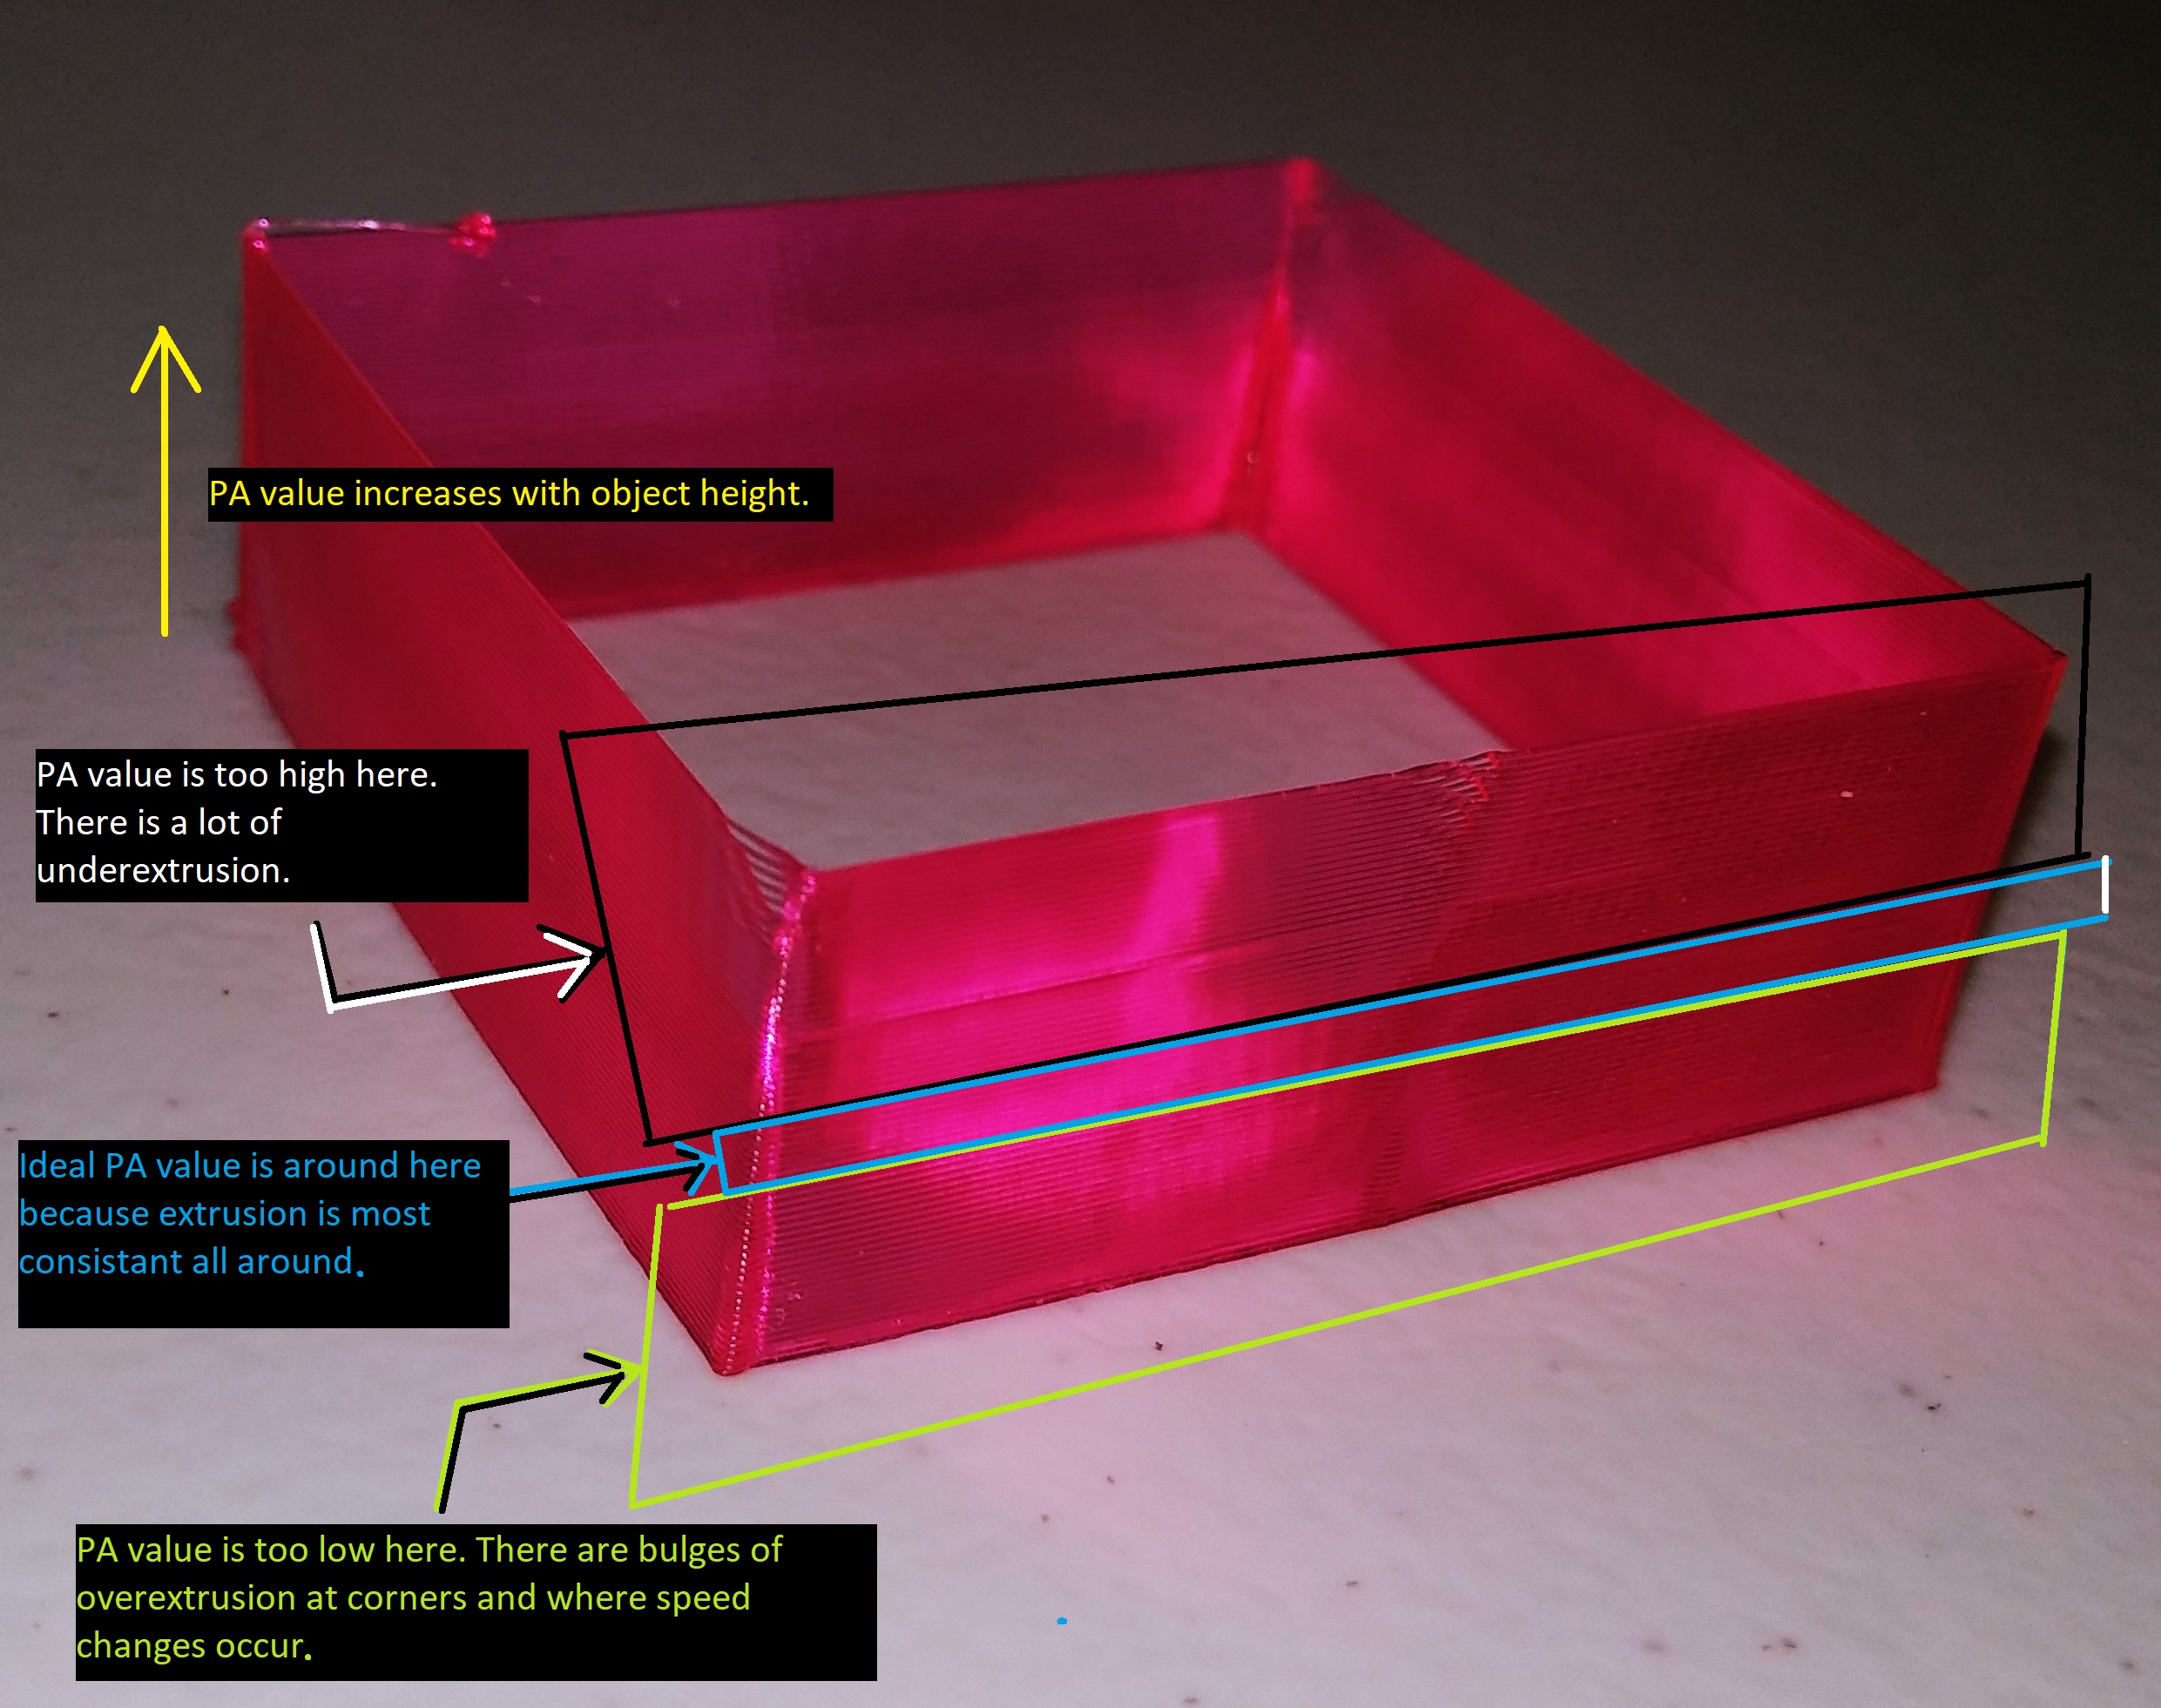 PA value increases with object height.
PA value is too high here.
There is a lot of
underextrusion.
Ideal PA value is around here
because extrusion is most
consistant all around.
PA value is too low here. There are bulges of
overextrusion at corners and where speed
changes occur.